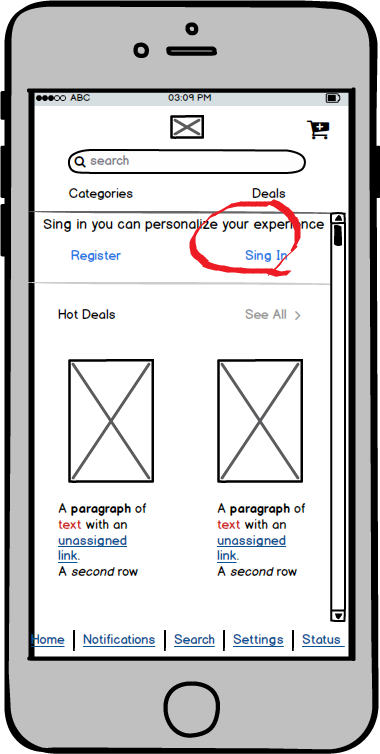 ABC 03:09 PM
search
Categories Deals
Sing in you can personalize your experience
Register Sing In
Hot Deals See All >
A paragraph of A paragraph of
text with an text with an
unassigned unassigned
link. link.
A second row A second row
Home Notifications Search Settings Status